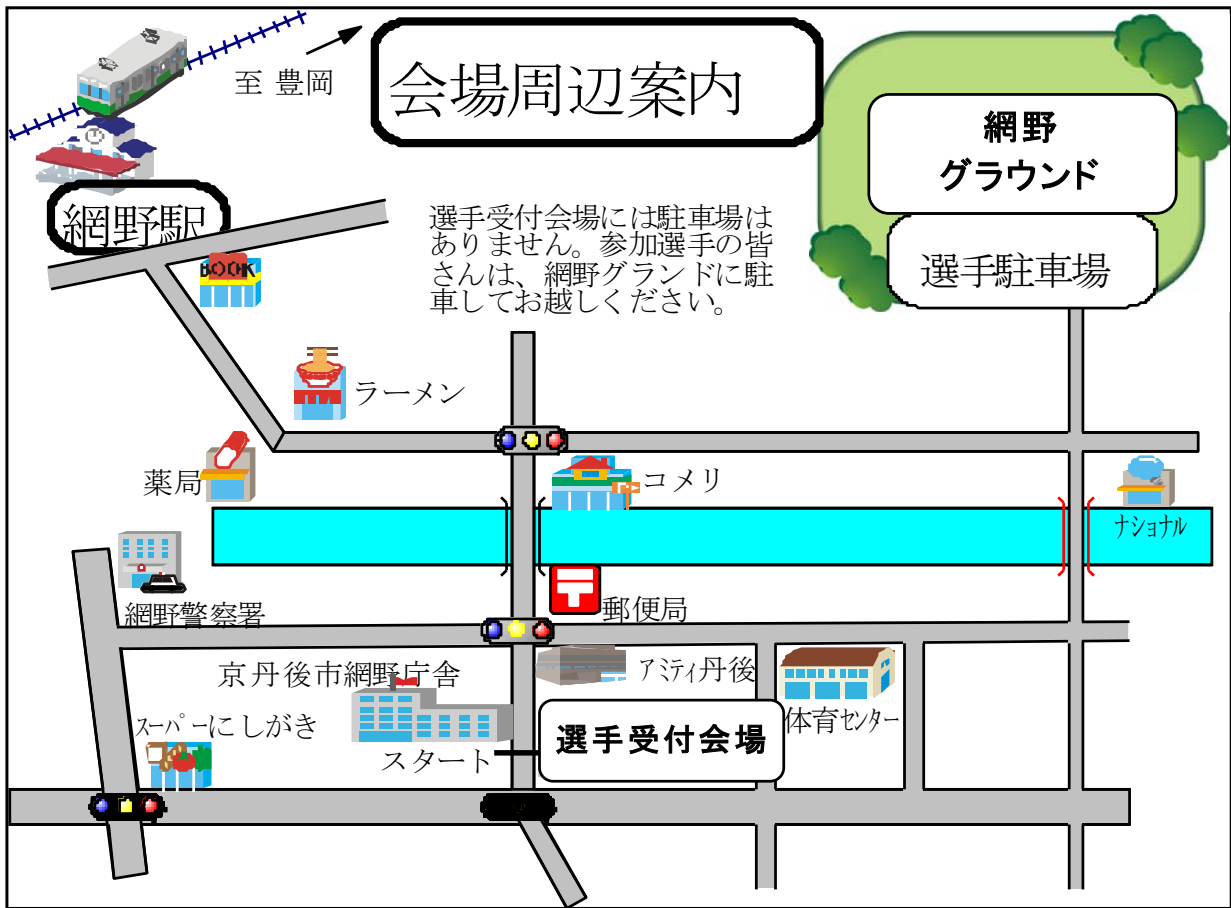 至 豊岡
会場周辺案内
網野
グラウンド
網野駅
選手駐車場
選手受付会場には駐車場は
ありません。参加選手の皆
さんは、網野グランドに駐
車してお越しください。
BOOK
ラーメン
薬局
コメリ
ナショナル
網野警察署
郵便局
京丹後市網野庁舎
アミティ丹後
体育センター
スーパーにしがき
選手受付会場
スタート